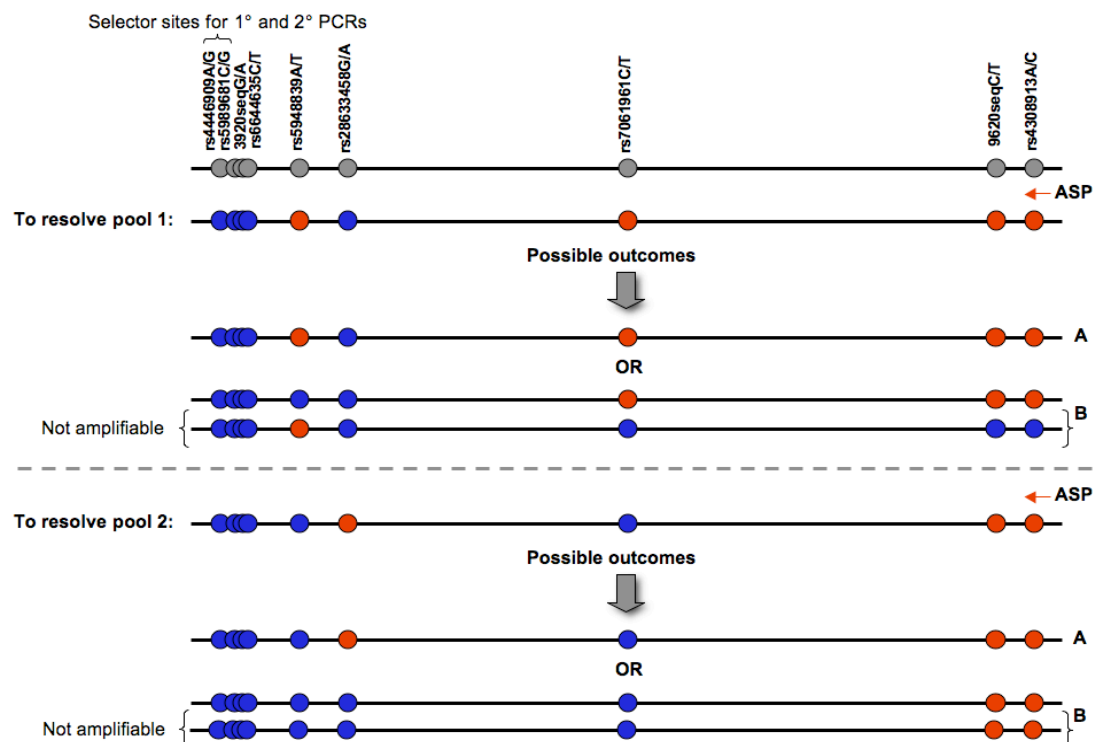 Selector sites for 1° and 2° PCRs
rs4446909A/G
rs5989681C/G
3920seqG/A
rs6644635C/T
rs5948839A/T
rs28633458G/A
rs7061961C/T
9620seqC/T
rs4308913A/C
ASP
To resolve pool 1:
Possible outcomes
A
OR
Not amplifiable
B
ASP
To resolve pool 2:
Possible outcomes
A
OR
Not amplifiable
B